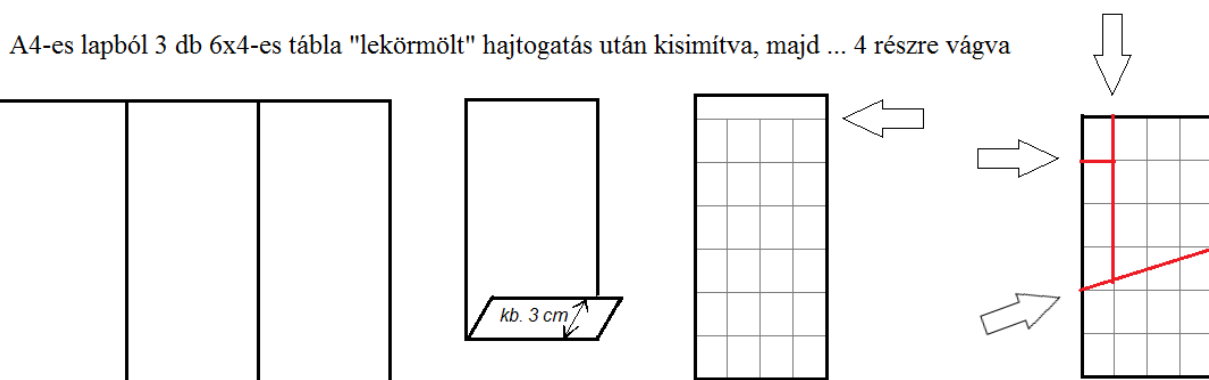 A4-es lapból 3 db 6x4-es tábla "lekörmölt" hajtogatás után kisimítva, majd ... 4 részre vágva
kb. 3 cm